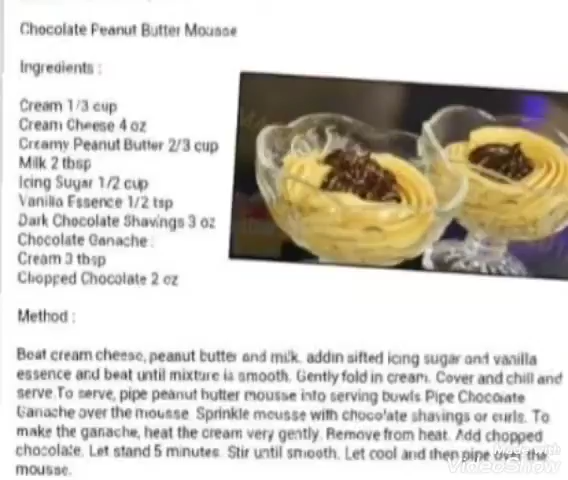 Chocolate Peanut Butter Mousse
Ingredients :
Cream 1/3 cup
Cream Cheese 4 oz
Creamy Peanut Butter 2/3 cup
Milk 2 tbsp
Icing Sugar 1/2 cup
Vanilla Essence 1/2 tsp
Dark Chocolate Shavings 3 oz
Chocolate Ganache :
Cream 3 tbsp
Chopped Chocolate 2 oz
Method :
Beat cream cheese, peanut butter and milk. addin sifted icing sugar and vanilla
essence and beat until mixture is smooth. Gently fold in cream. Cover and chill and
serve.To serve, pipe peanut butter mousse into serving bowls Pipe Chocolate
Ganache over the mousse. Sprinkle mousse with chocolate shavings or curls. To
make the ganache, heat the cream very gently. Remove from heat. Add chopped
chocolate. Let stand 5 minutes. Stir until smooth. Let cool and then pipe over the
mousse.
Made with
VideoShow